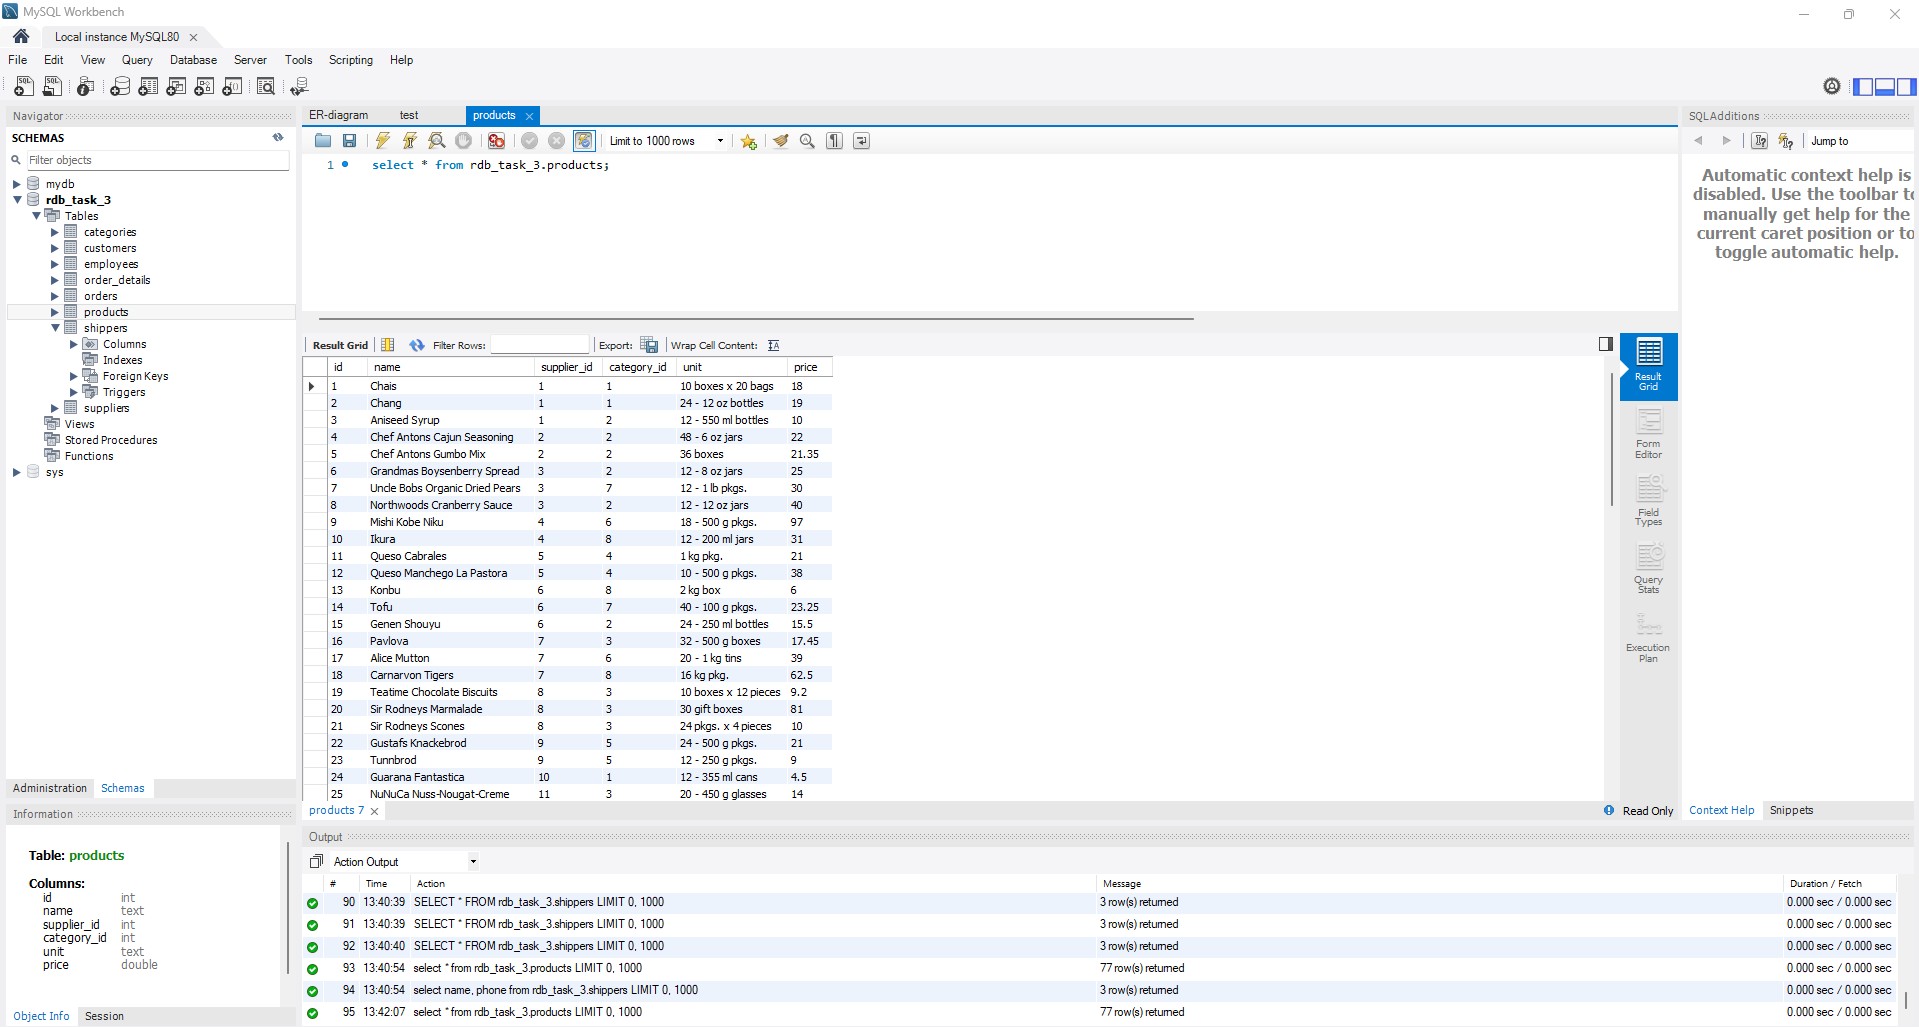 MySQL Workbench
Local instance MySQL80
File Edit View Query Database Server Tools Scripting Help
Navigator
SCHEMAS
Filter objects
mydb
rdb_task_3
Tables
categories
customers
employees
order_details
orders
products
shippers
Columns
Indexes
Foreign Keys
Triggers
suppliers
Views
Stored Procedures
Functions
sys
Administration Schemas
Information
Table: products
Columns:
id int
name text
supplier_id int
category_id int
unit text
price double
Object Info Session
ER-diagram test products
Limit to 1000 rows
1 select * from rdb_task_3.products;
Result Grid Filter Rows: Export: Wrap Cell Content:
id name supplier_id category_id unit price
1 Chais 1 1 10 boxes x 20 bags 18
2 Chang 1 1 24 - 12 oz bottles 19
3 Aniseed Syrup 1 2 12 - 550 ml bottles 10
4 Chef Antons Cajun Seasoning 2 2 48 - 6 oz jars 22
5 Chef Antons Gumbo Mix 2 2 36 boxes 21.35
6 Grandmas Boysenberry Spread 3 2 12 - 8 oz jars 25
7 Uncle Bobs Organic Dried Pears 3 7 12 - 1 lb pkgs. 30
8 Northwoods Cranberry Sauce 3 2 12 - 12 oz jars 40
9 Mishi Kobe Niku 4 6 18 - 500 g pkgs. 97
10 Ikura 4 8 12 - 200 ml jars 31
11 Queso Cabrales 5 4 1 kg pkg. 21
12 Queso Manchego La Pastora 5 4 10 - 500 g pkgs. 38
13 Konbu 6 8 2 kg box 6
14 Tofu 6 7 40 - 100 g pkgs. 23.25
15 Genen Shouyu 6 2 24 - 250 ml bottles 15.5
16 Pavlova 7 3 32 - 500 g boxes 17.45
17 Alice Mutton 7 6 20 - 1 kg tins 39
18 Carnarvon Tigers 7 8 16 kg pkg. 62.5
19 Teatime Chocolate Biscuits 8 3 10 boxes x 12 pieces 9.2
20 Sir Rodneys Marmalade 8 3 30 gift boxes 81
21 Sir Rodneys Scones 8 3 24 pkgs. x 4 pieces 10
22 Gustafs Knackebrod 9 5 24 - 500 g pkgs. 21
23 Tunnbrod 9 5 12 - 250 g pkgs. 9
24 Guarana Fantastica 10 1 12 - 355 ml cans 4.5
25 NuNuCa Nuss-Nougat-Creme 11 3 20 - 450 g glasses 14
products 7
Read Only
Result
Grid
Form
Editor
Field
Types
Query
Stats
Execution
Plan
SQLAdditions
Jump to
Automatic context help is
disabled. Use the toolbar to
manually get help for the
current caret position or to
toggle automatic help.
Context Help Snippets
Output
Action Output
# Time Action Message Duration / Fetch
90 13:40:39 SELECT * FROM rdb_task_3.shippers LIMIT 0, 1000 3 row(s) returned 0.000 sec / 0.000 sec
91 13:40:39 SELECT * FROM rdb_task_3.shippers LIMIT 0, 1000 3 row(s) returned 0.000 sec / 0.000 sec
92 13:40:40 SELECT * FROM rdb_task_3.shippers LIMIT 0, 1000 3 row(s) returned 0.000 sec / 0.000 sec
93 13:40:54 select * from rdb_task_3.products LIMIT 0, 1000 77 row(s) returned 0.000 sec / 0.000 sec
94 13:40:54 select name, phone from rdb_task_3.shippers LIMIT 0, 1000 3 row(s) returned 0.000 sec / 0.000 sec
95 13:42:07 select * from rdb_task_3.products LIMIT 0, 1000 77 row(s) returned 0.000 sec / 0.000 sec